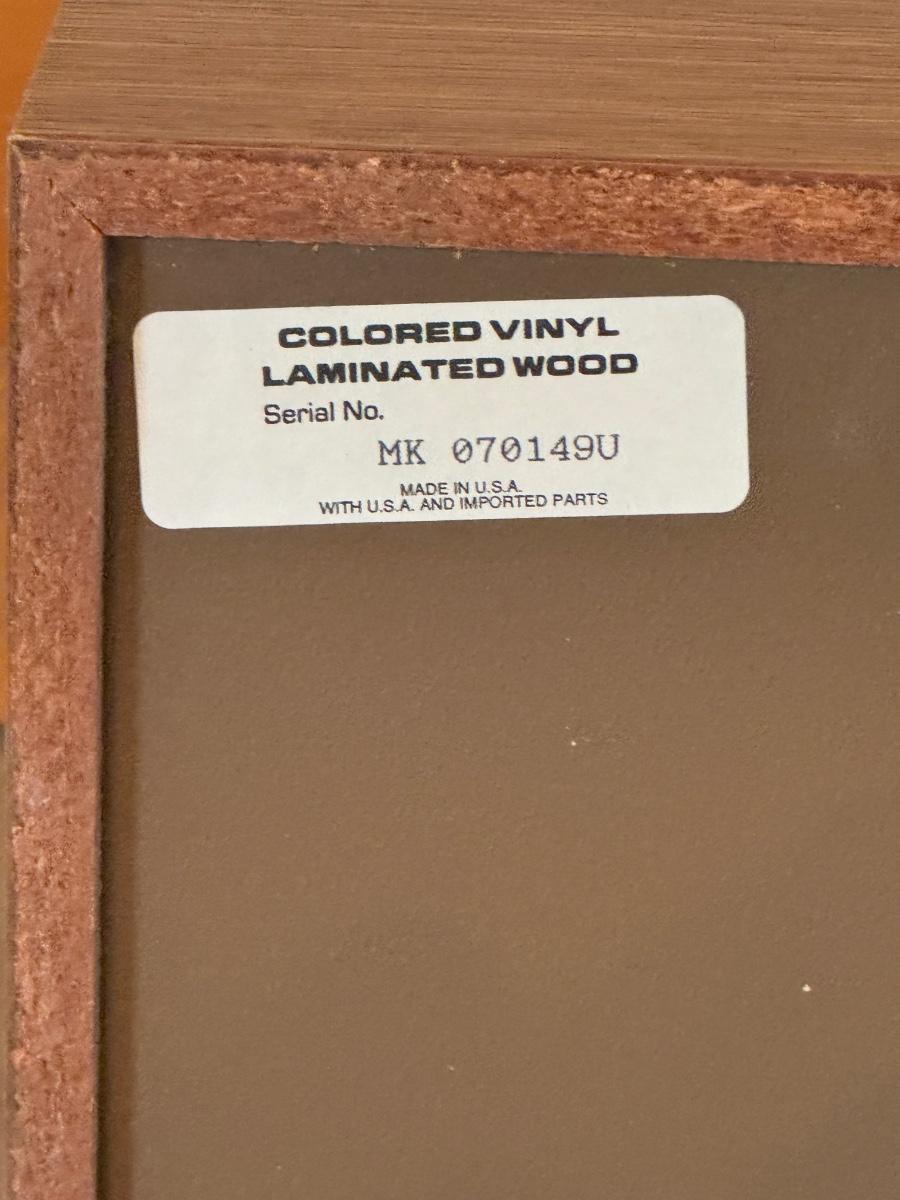 COLORED VINYL
LAMINATED WOOD
Serial No.
MK 070149U
MADE IN U.S.A.
WITH U.S.A. AND IMPORTED PARTS